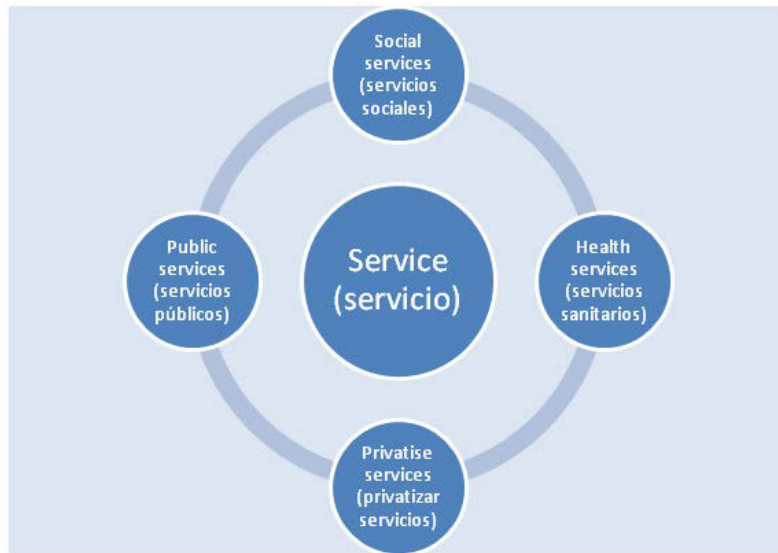 Social
services
(servicios
sociales)
Public
services
(servicios
públicos)
Service
(servicio)
Health
services
(servicios
sanitarios)
Privatise
services
(privatizar
servicios)